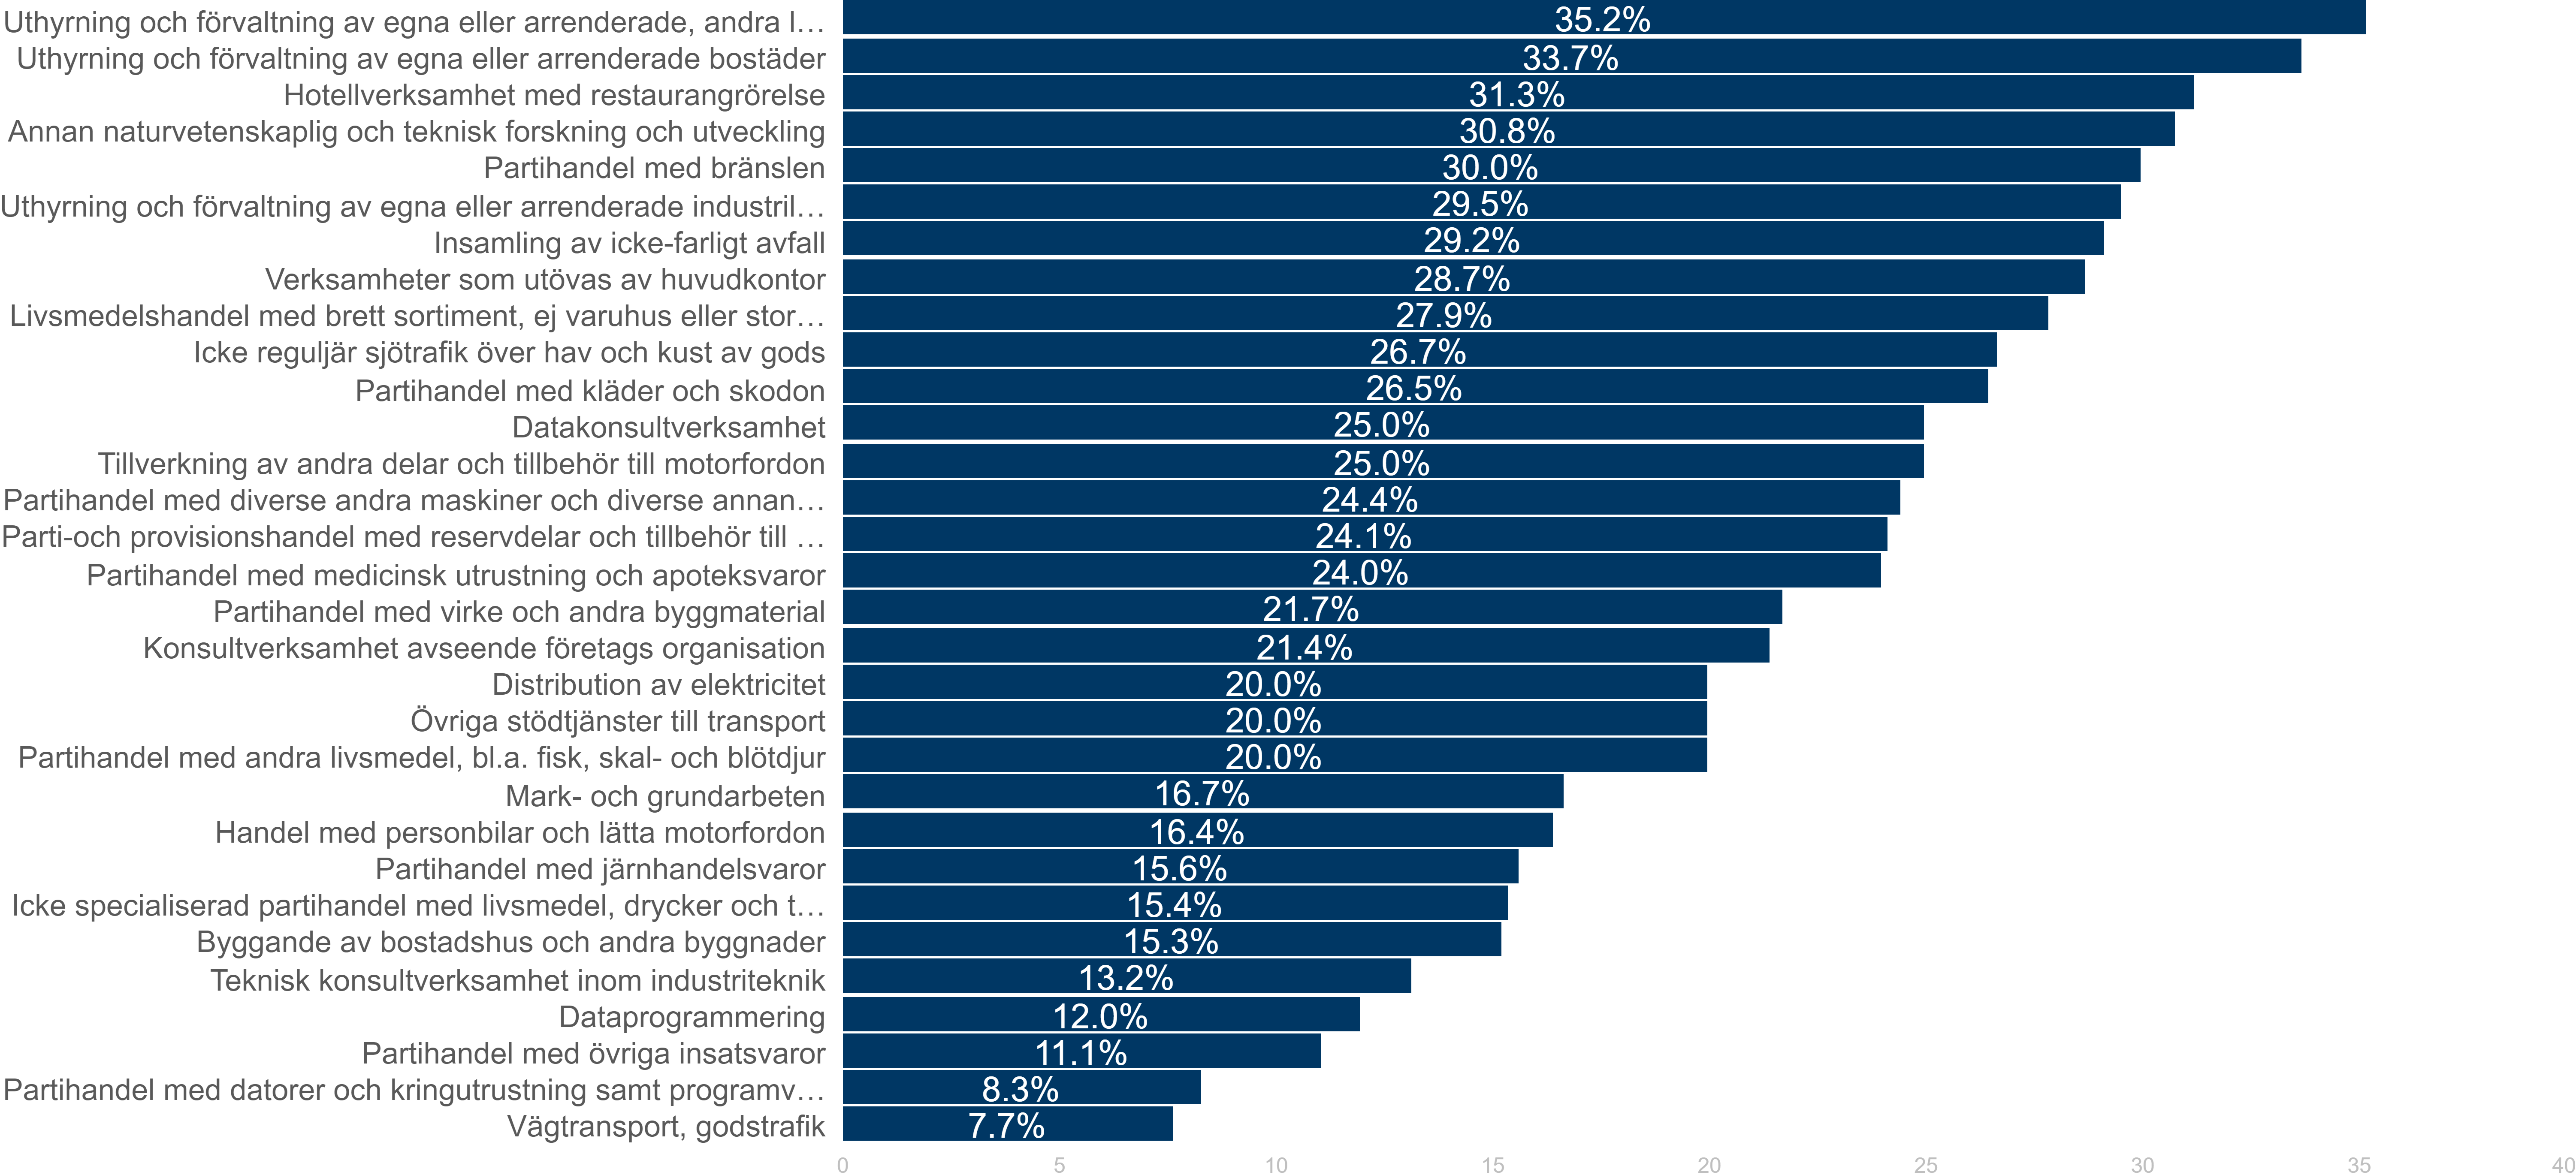 Uthyrning och förvaltning av egna eller arrenderade, andra l… 35.2%
Uthyrning och förvaltning av egna eller arrenderade bostäder 33.7%
Hotellverksamhet med restaurangrörelse 31.3%
Annan naturvetenskaplig och teknisk forskning och utveckling 30.8%
Partihandel med bränslen 30.0%
Uthyrning och förvaltning av egna eller arrenderade industril… 29.5%
Insamling av icke-farligt avfall 29.2%
Verksamheter som utövas av huvudkontor 28.7%
Livsmedelshandel med brett sortiment, ej varuhus eller stor… 27.9%
Icke reguljär sjötrafik över hav och kust av gods 26.7%
Partihandel med kläder och skodon 26.5%
Datakonsultverksamhet 25.0%
Tillverkning av andra delar och tillbehör till motorfordon 25.0%
Partihandel med diverse andra maskiner och diverse annan… 24.4%
Parti-och provisionshandel med reservdelar och tillbehör till … 24.1%
Partihandel med medicinsk utrustning och apoteksvaror 24.0%
Partihandel med virke och andra byggmaterial 21.7%
Konsultverksamhet avseende företags organisation 21.4%
Distribution av elektricitet 20.0%
Övriga stödtjänster till transport 20.0%
Partihandel med andra livsmedel, bl.a. fisk, skal- och blötdjur 20.0%
Mark- och grundarbeten 16.7%
Handel med personbilar och lätta motorfordon 16.4%
Partihandel med järnhandelsvaror 15.6%
Icke specialiserad partihandel med livsmedel, drycker och t… 15.4%
Byggande av bostadshus och andra byggnader 15.3%
Teknisk konsultverksamhet inom industriteknik 13.2%
Dataprogrammering 12.0%
Partihandel med övriga insatsvaror 11.1%
Partihandel med datorer och kringutrustning samt programv… 8.3%
Vägtransport, godstrafik 7.7%
0 5 10 15 20 25 30 35 40